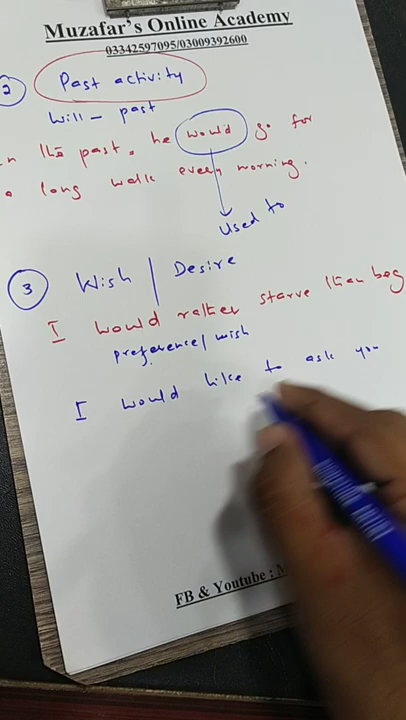 Muzafar's Online Academy
03342597095/03009392600
2 Past activity
Will - past
In the past, he would go for
a long walk every morning.
Used to
3 Wish / Desire
I would rather starve than beg
preference/wish
I would like to ask you
FB & Youtube : M